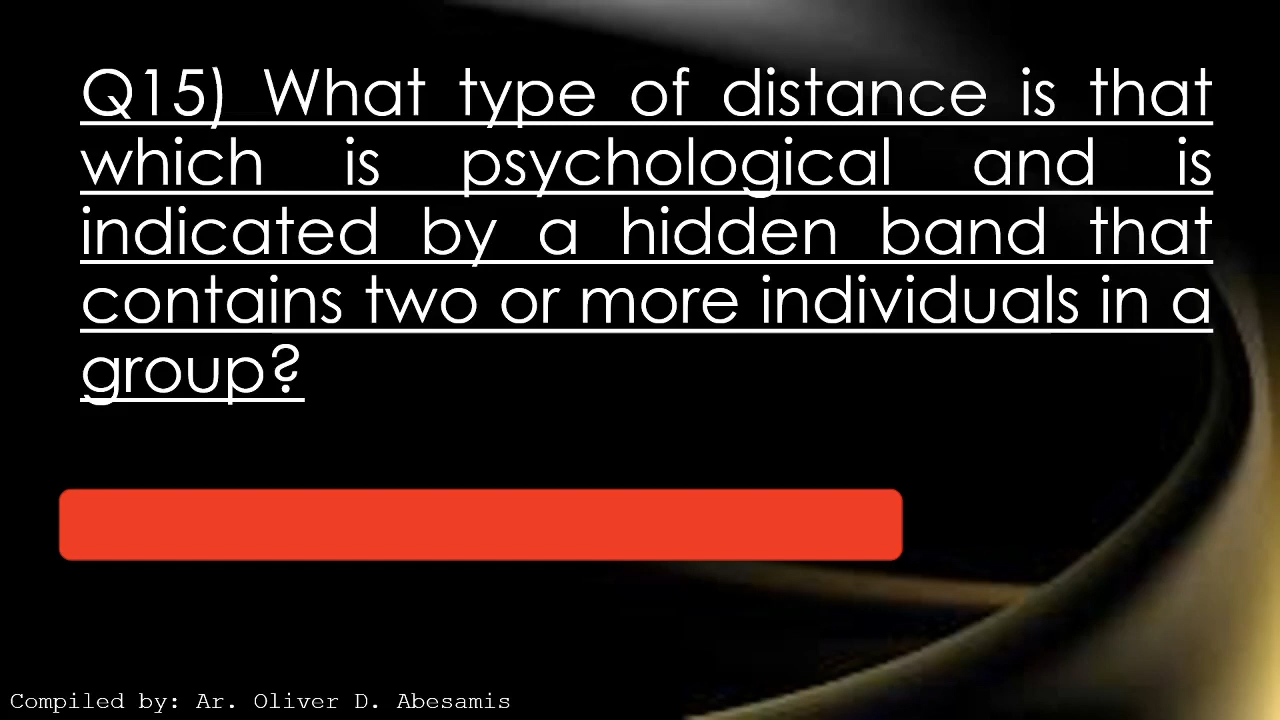 Q15) What type of distance is that
which is psychological and is
indicated by a hidden band that
contains two or more individuals in a
group?
Compiled by: Ar. Oliver D. Abesamis